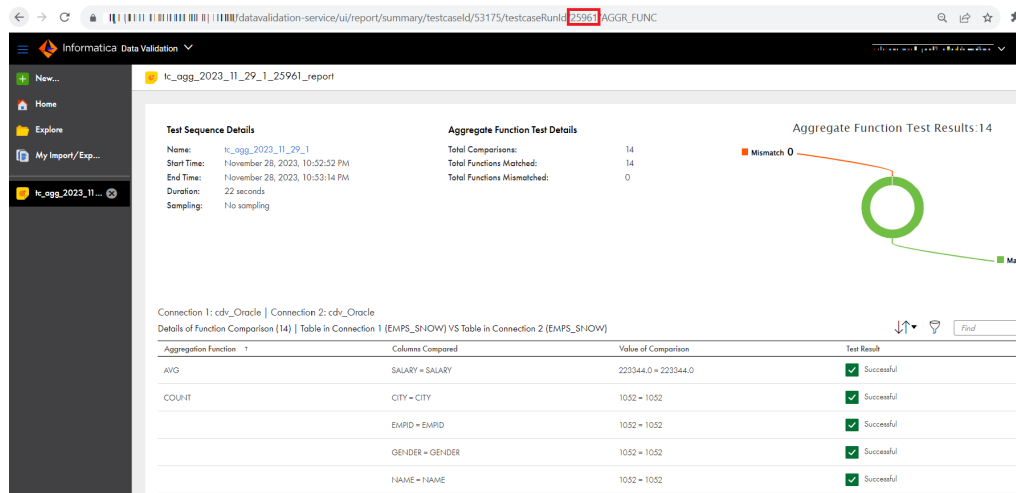 /datavalidation-service/ui/report/summary/testcaseId/53175/testcaseRunId/25961/AGGR_FUNC
Informatica Data Validation
New...
tc_agg_2023_11_29_1_25961_report
Home
Explore
My Import/Exp...
tc_agg_2023_11...
Test Sequence Details
Name: tc_agg_2023_11_29_1
Start Time: November 28, 2023, 10:52:52 PM
End Time: November 28, 2023, 10:53:14 PM
Duration: 22 seconds
Sampling: No sampling
Aggregate Function Test Details
Total Comparisons: 14
Total Functions Matched: 14
Total Functions Mismatched: 0
Aggregate Function Test Results:14
Mismatch 0
Ma
Connection 1: cdv_Oracle | Connection 2: cdv_Oracle
Details of Function Comparison (14) | Table in Connection 1 (EMPS_SNOW) VS Table in Connection 2 (EMPS_SNOW)
Find
Aggregation Function ↑ Columns Compared Value of Comparison Test Result
AVG SALARY = SALARY 223344.0 = 223344.0 Successful
COUNT CITY = CITY 1052 = 1052 Successful
EMPID = EMPID 1052 = 1052 Successful
GENDER = GENDER 1052 = 1052 Successful
NAME = NAME 1052 = 1052 Successful